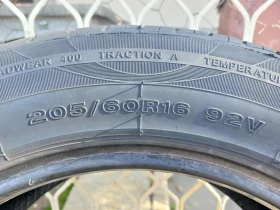 TREADWEAR 400 TRACTION A TEMPERATURE
205/60R16 92V